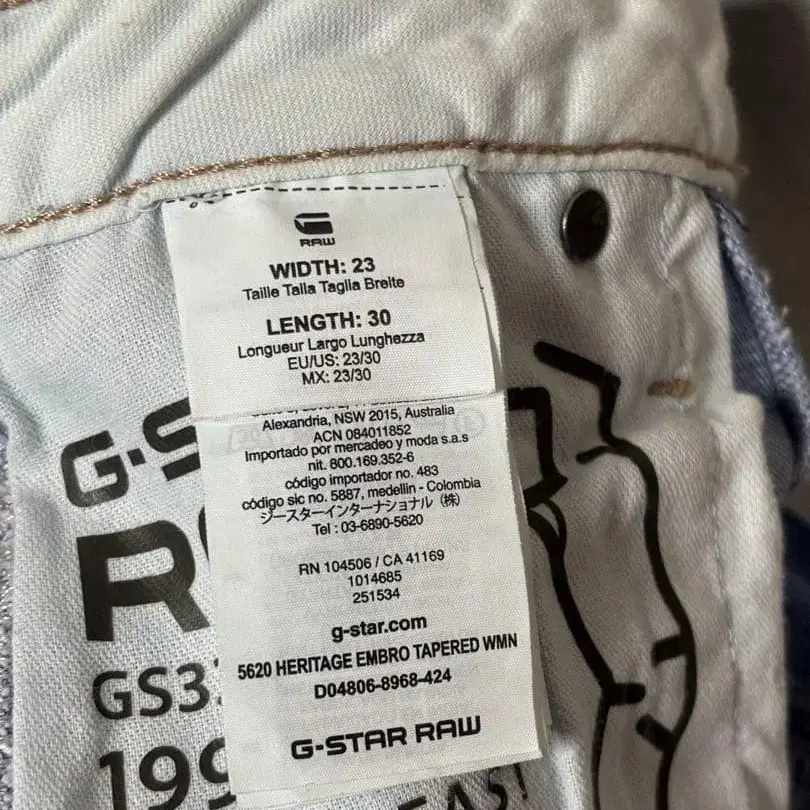 RAW
WIDTH: 23
Taille Talla Taglia Breite
LENGTH: 30
Longueur Largo Lunghezza
EU/US: 23/30
MX: 23/30
Alexandria, NSW 2015, Australia
ACN 084011852
Importado por mercadeo y moda s.a.s
nit. 800.169.352-6
código importador no. 483
código sic no. 5887, medellin - Colombia
ジースターインターナショナル（株）
Tel : 03-6890-5620
RN 104506 / CA 41169
1014685
251534
g-star.com
5620 HERITAGE EMBRO TAPERED WMN
D04806-8968-424
G-STAR RAW
G-S
R
GS3
199
EAS!